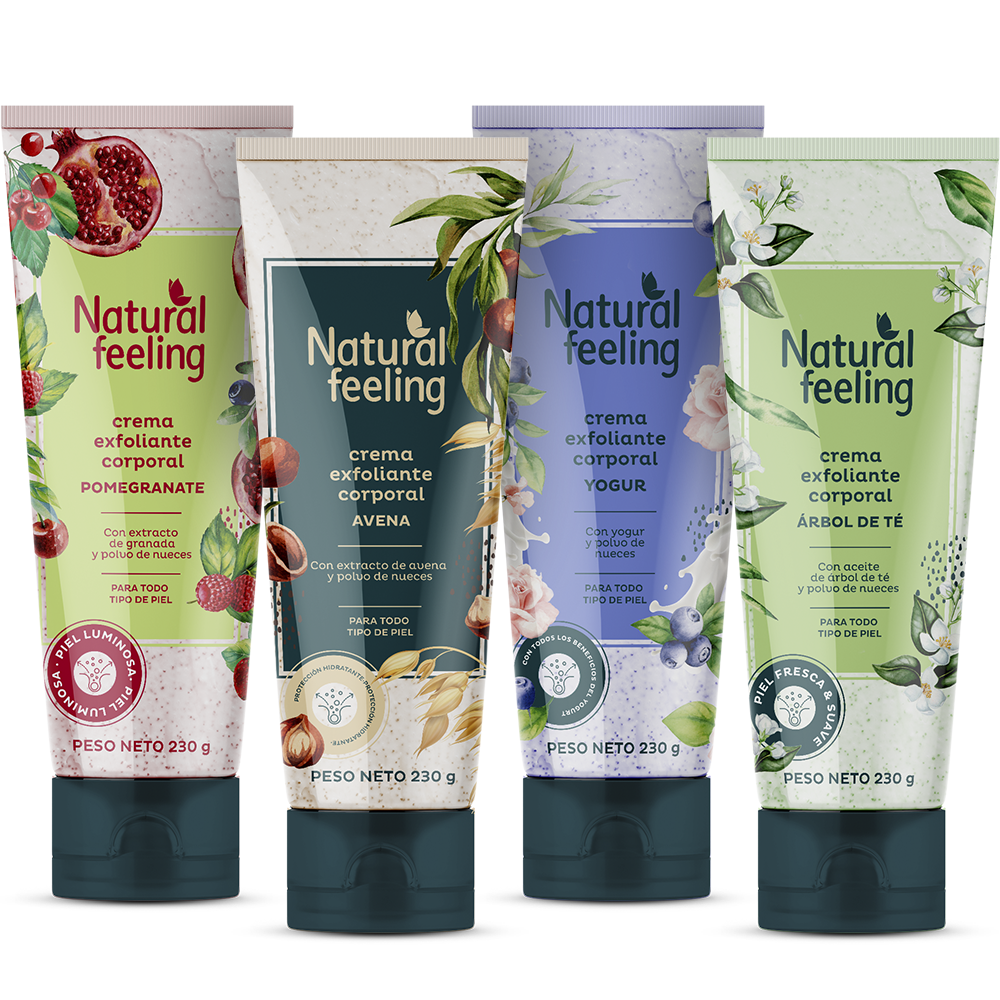 Natural
feeling
crema
exfoliante
corporal
POMEGRANATE
Con extracto
de granada
y polvo de nueces
PARA TODO
TIPO DE PIEL
PIEL LUMINOSA · PIEL LUMINOSA ·
PESO NETO 230 g
Natural
feeling
crema
exfoliante
corporal
AVENA
Con extracto de avena
y polvo de nueces
PARA TODO
TIPO DE PIEL
PROTECCIÓN HIDRATANTE·PROTECCIÓN HIDRATANTE·
PESO NETO 230 g
Natural
feeling
crema
exfoliante
corporal
YOGUR
Con yogur
y polvo de
nueces
PARA TODO
TIPO DE PIEL
CON TODOS LOS BENEFICIOS DEL YOGURT
PESO NETO 230 g
Natural
feeling
crema
exfoliante
corporal
ÁRBOL DE TÉ
Con aceite
de árbol de té
y polvo de nueces
PARA TODO
TIPO DE PIEL
PIEL FRESCA & SUAVE
PESO NETO 230 g